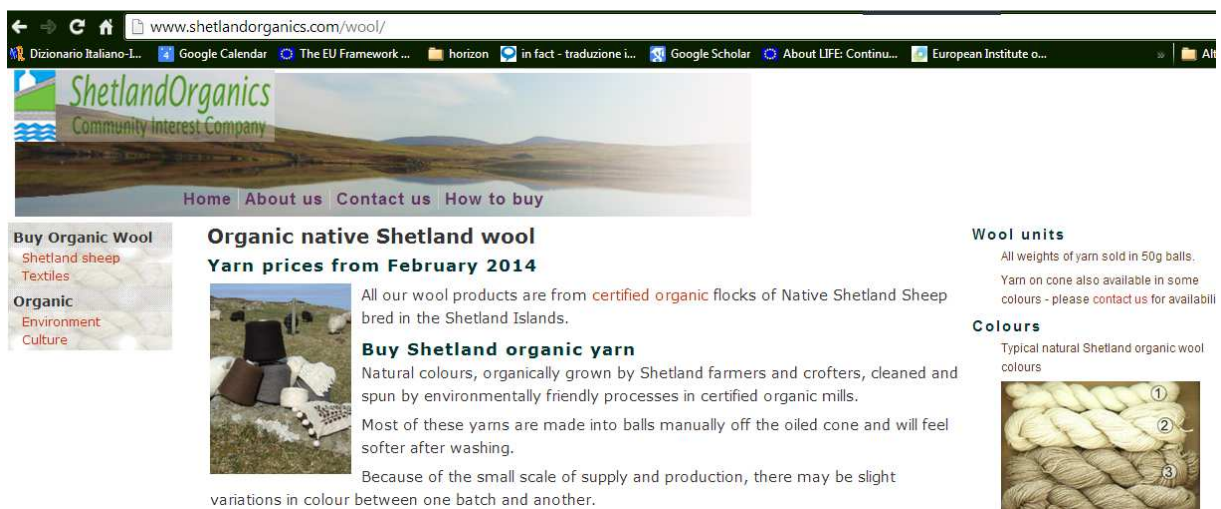 www.shetlandorganics.com/wool/
Dizionario Italiano-I... Google Calendar The EU Framework ... horizon in fact - traduzione i... Google Scholar About LIFE: Continu... European Institute o... » Alt
4
ShetlandOrganics
Community Interest Company
Home About us Contact us How to buy
Buy Organic Wool
Shetland sheep
Textiles
Organic
Environment
Culture
Organic native Shetland wool
Yarn prices from February 2014
All our wool products are from certified organic flocks of Native Shetland Sheep
bred in the Shetland Islands.
Buy Shetland organic yarn
Natural colours, organically grown by Shetland farmers and crofters, cleaned and
spun by environmentally friendly processes in certified organic mills.
Most of these yarns are made into balls manually off the oiled cone and will feel
softer after washing.
Because of the small scale of supply and production, there may be slight
variations in colour between one batch and another.
Wool units
All weights of yarn sold in 50g balls.
Yarn on cone also available in some
colours - please contact us for availabili
Colours
Typical natural Shetland organic wool
colours
1
2
3